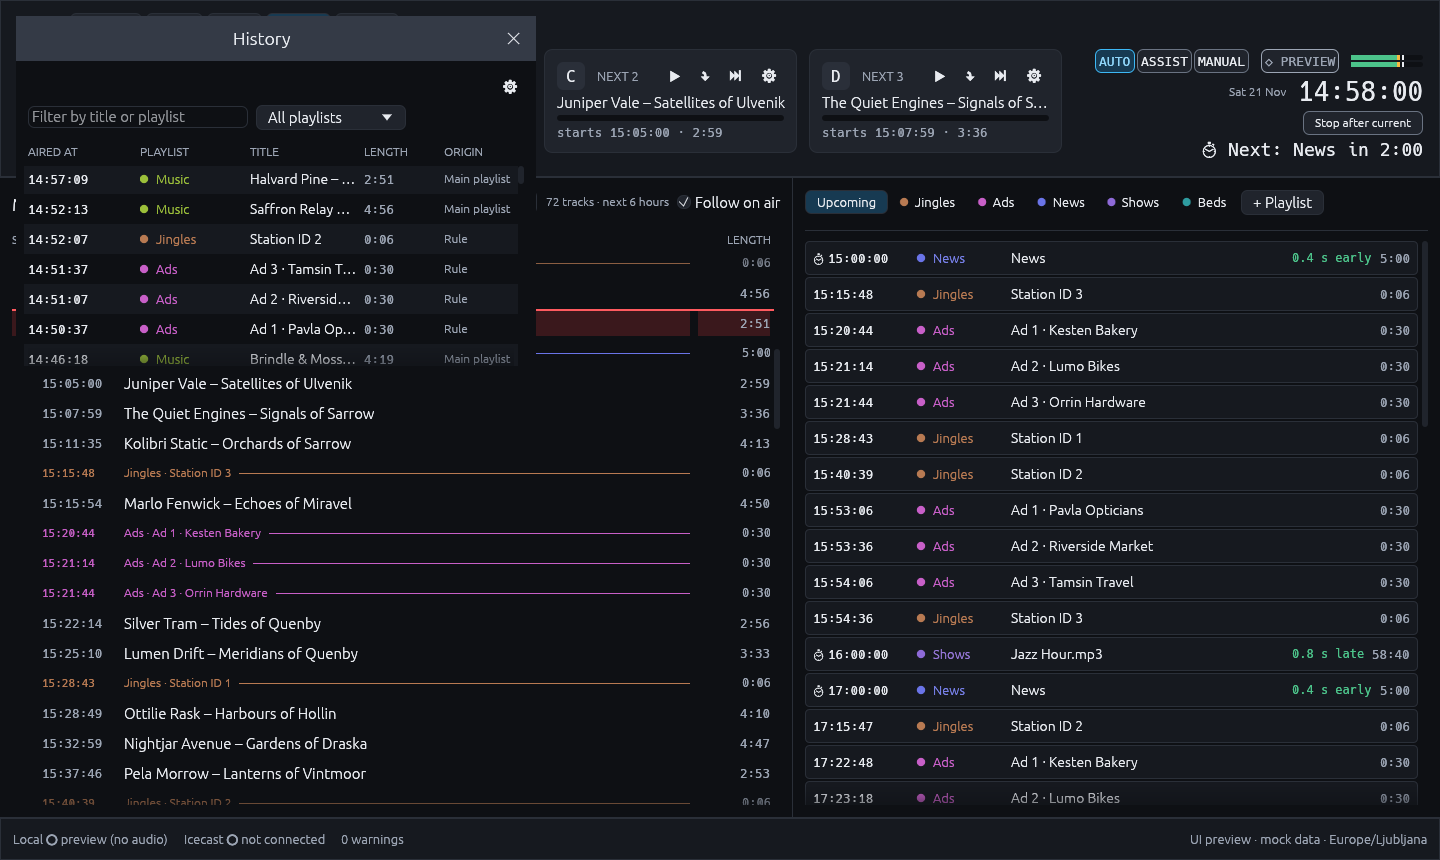 History
Filter by title or playlist
All playlists
AIRED AT PLAYLIST TITLE LENGTH ORIGIN
14:57:09 Music Halvard Pine – … 2:51 Main playlist
14:52:13 Music Saffron Relay … 4:56 Main playlist
14:52:07 Jingles Station ID 2 0:06 Rule
14:51:37 Ads Ad 3 · Tamsin T… 0:30 Rule
14:51:07 Ads Ad 2 · Riversid… 0:30 Rule
14:50:37 Ads Ad 1 · Pavla Op… 0:30 Rule
14:46:18 Music Brindle & Moss… 4:19 Main playlist
C NEXT 2
Juniper Vale – Satellites of Ulvenik
starts 15:05:00 · 2:59
D NEXT 3
The Quiet Engines – Signals of S…
starts 15:07:59 · 3:36
AUTO ASSIST MANUAL ◇ PREVIEW
Sat 21 Nov 14:58:00
Stop after current
Next: News in 2:00
72 tracks · next 6 hours Follow on air
LENGTH
0:06
4:56
2:51
5:00
15:05:00 Juniper Vale – Satellites of Ulvenik 2:59
15:07:59 The Quiet Engines – Signals of Sarrow 3:36
15:11:35 Kolibri Static – Orchards of Sarrow 4:13
15:15:48 Jingles · Station ID 3 0:06
15:15:54 Marlo Fenwick – Echoes of Miravel 4:50
15:20:44 Ads · Ad 1 · Kesten Bakery 0:30
15:21:14 Ads · Ad 2 · Lumo Bikes 0:30
15:21:44 Ads · Ad 3 · Orrin Hardware 0:30
15:22:14 Silver Tram – Tides of Quenby 2:56
15:25:10 Lumen Drift – Meridians of Quenby 3:33
15:28:43 Jingles · Station ID 1 0:06
15:28:49 Ottilie Rask – Harbours of Hollin 4:10
15:32:59 Nightjar Avenue – Gardens of Draska 4:47
15:37:46 Pela Morrow – Lanterns of Vintmoor 2:53
15:40:39 Jingles · Station ID 2 0:06
Upcoming Jingles Ads News Shows Beds + Playlist
15:00:00 News News 0.4 s early 5:00
15:15:48 Jingles Station ID 3 0:06
15:20:44 Ads Ad 1 · Kesten Bakery 0:30
15:21:14 Ads Ad 2 · Lumo Bikes 0:30
15:21:44 Ads Ad 3 · Orrin Hardware 0:30
15:28:43 Jingles Station ID 1 0:06
15:40:39 Jingles Station ID 2 0:06
15:53:06 Ads Ad 1 · Pavla Opticians 0:30
15:53:36 Ads Ad 2 · Riverside Market 0:30
15:54:06 Ads Ad 3 · Tamsin Travel 0:30
15:54:36 Jingles Station ID 3 0:06
16:00:00 Shows Jazz Hour.mp3 0.8 s late 58:40
17:00:00 News News 0.4 s early 5:00
17:15:47 Jingles Station ID 2 0:06
17:22:48 Ads Ad 1 · Kesten Bakery 0:30
17:23:18 Ads Ad 2 · Lumo Bikes 0:30
Local preview (no audio) Icecast not connected 0 warnings
UI preview · mock data · Europe/Ljubljana